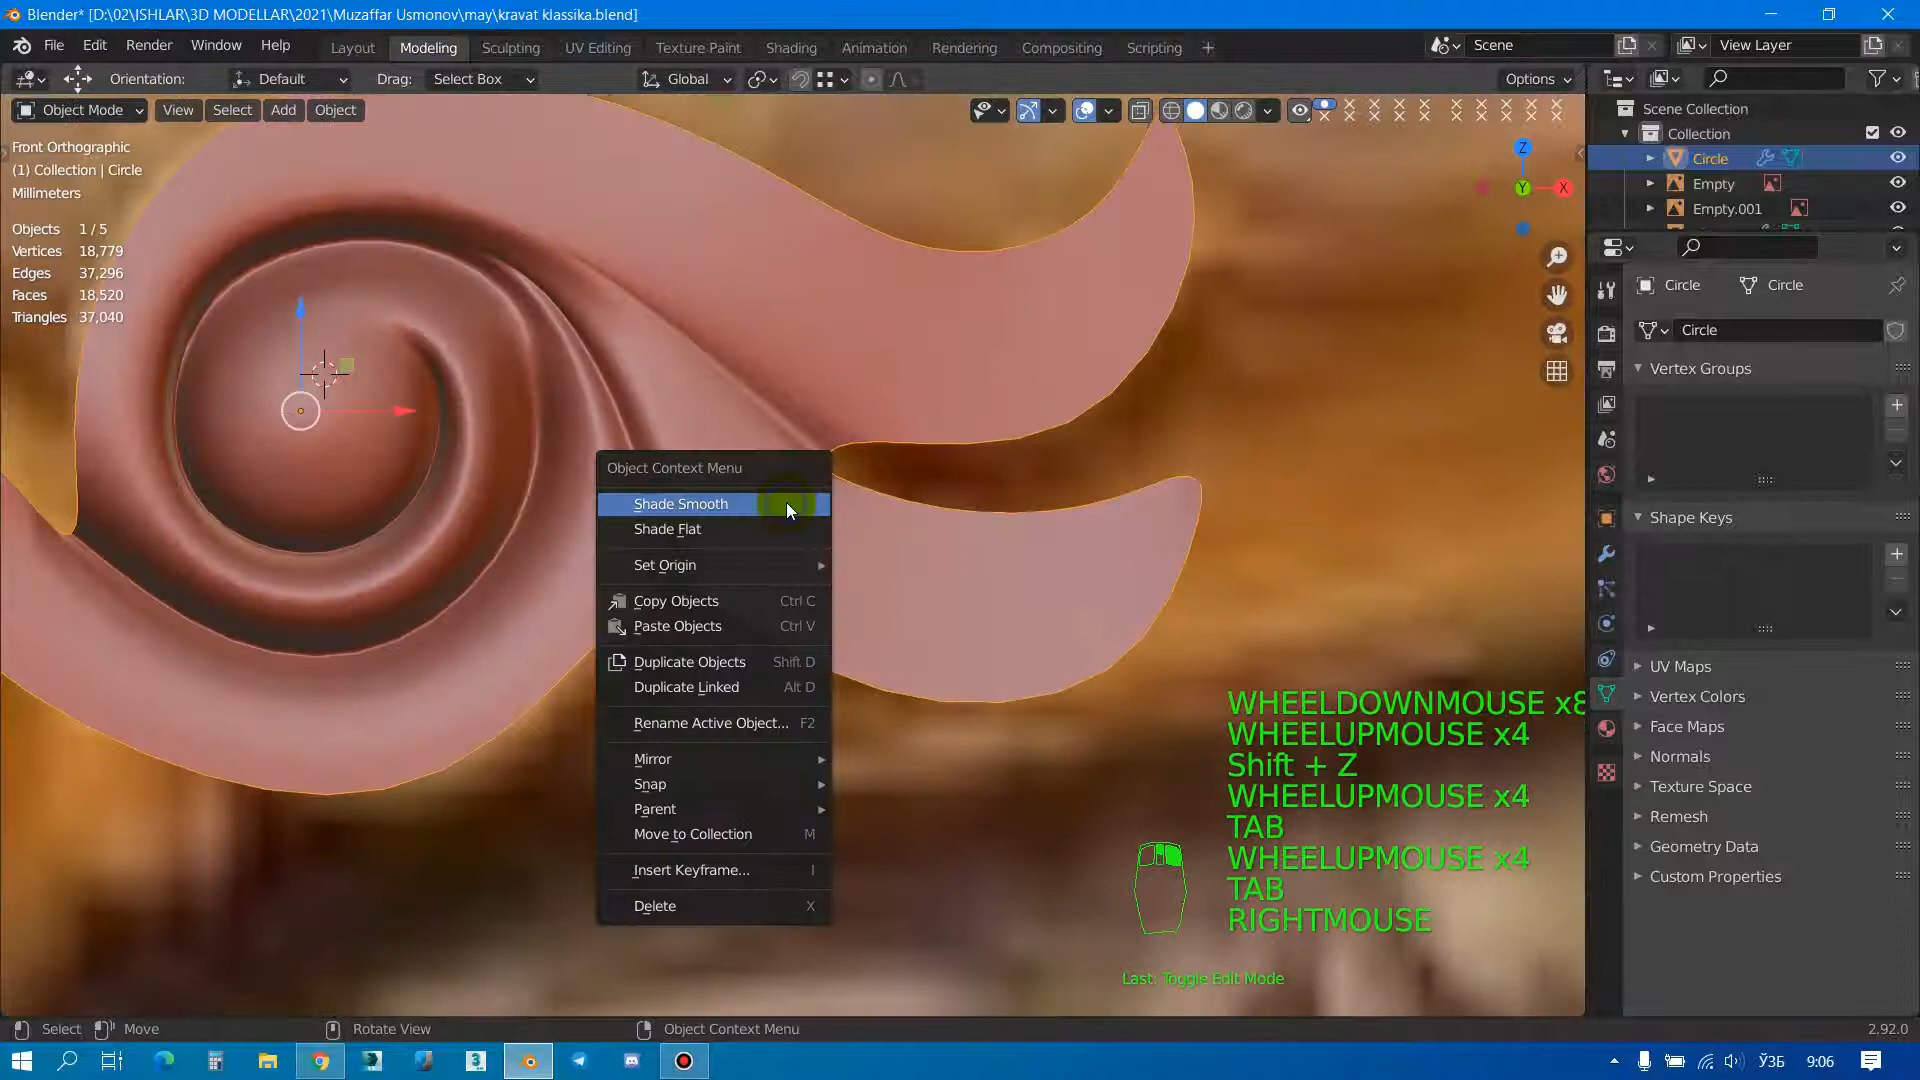 Blender* [D:\02\ISHLAR\3D MODELLAR\2021\Muzaffar Usmonov\may\kravat klassika.blend]
File Edit Render Window Help Layout Modeling Sculpting UV Editing Texture Paint Shading Animation Rendering Compositing Scripting + Scene View Layer
Orientation: Default Drag: Select Box Global Options
Object Mode View Select Add Object
Front Orthographic
(1) Collection | Circle
Millimeters
Objects 1 / 5
Vertices 18,779
Edges 37,296
Faces 18,520
Triangles 37,040
Z
Y
X
Object Context Menu
Shade Smooth
Shade Flat
Set Origin
Copy Objects Ctrl C
Paste Objects Ctrl V
Duplicate Objects Shift D
Duplicate Linked Alt D
Rename Active Object... F2
Mirror
Snap
Parent
Move to Collection M
Insert Keyframe... I
Delete X
WHEELDOWNMOUSE x8
WHEELUPMOUSE x4
Shift + Z
WHEELUPMOUSE x4
TAB
WHEELUPMOUSE x4
TAB
RIGHTMOUSE
Last: Toggle Edit Mode
Scene Collection
Collection
Circle
Empty
Empty.001
Circle Circle
Circle
Vertex Groups
Shape Keys
UV Maps
Vertex Colors
Face Maps
Normals
Texture Space
Remesh
Geometry Data
Custom Properties
Select Move Rotate View Object Context Menu 2.92.0
3
ЎЗБ 9:06